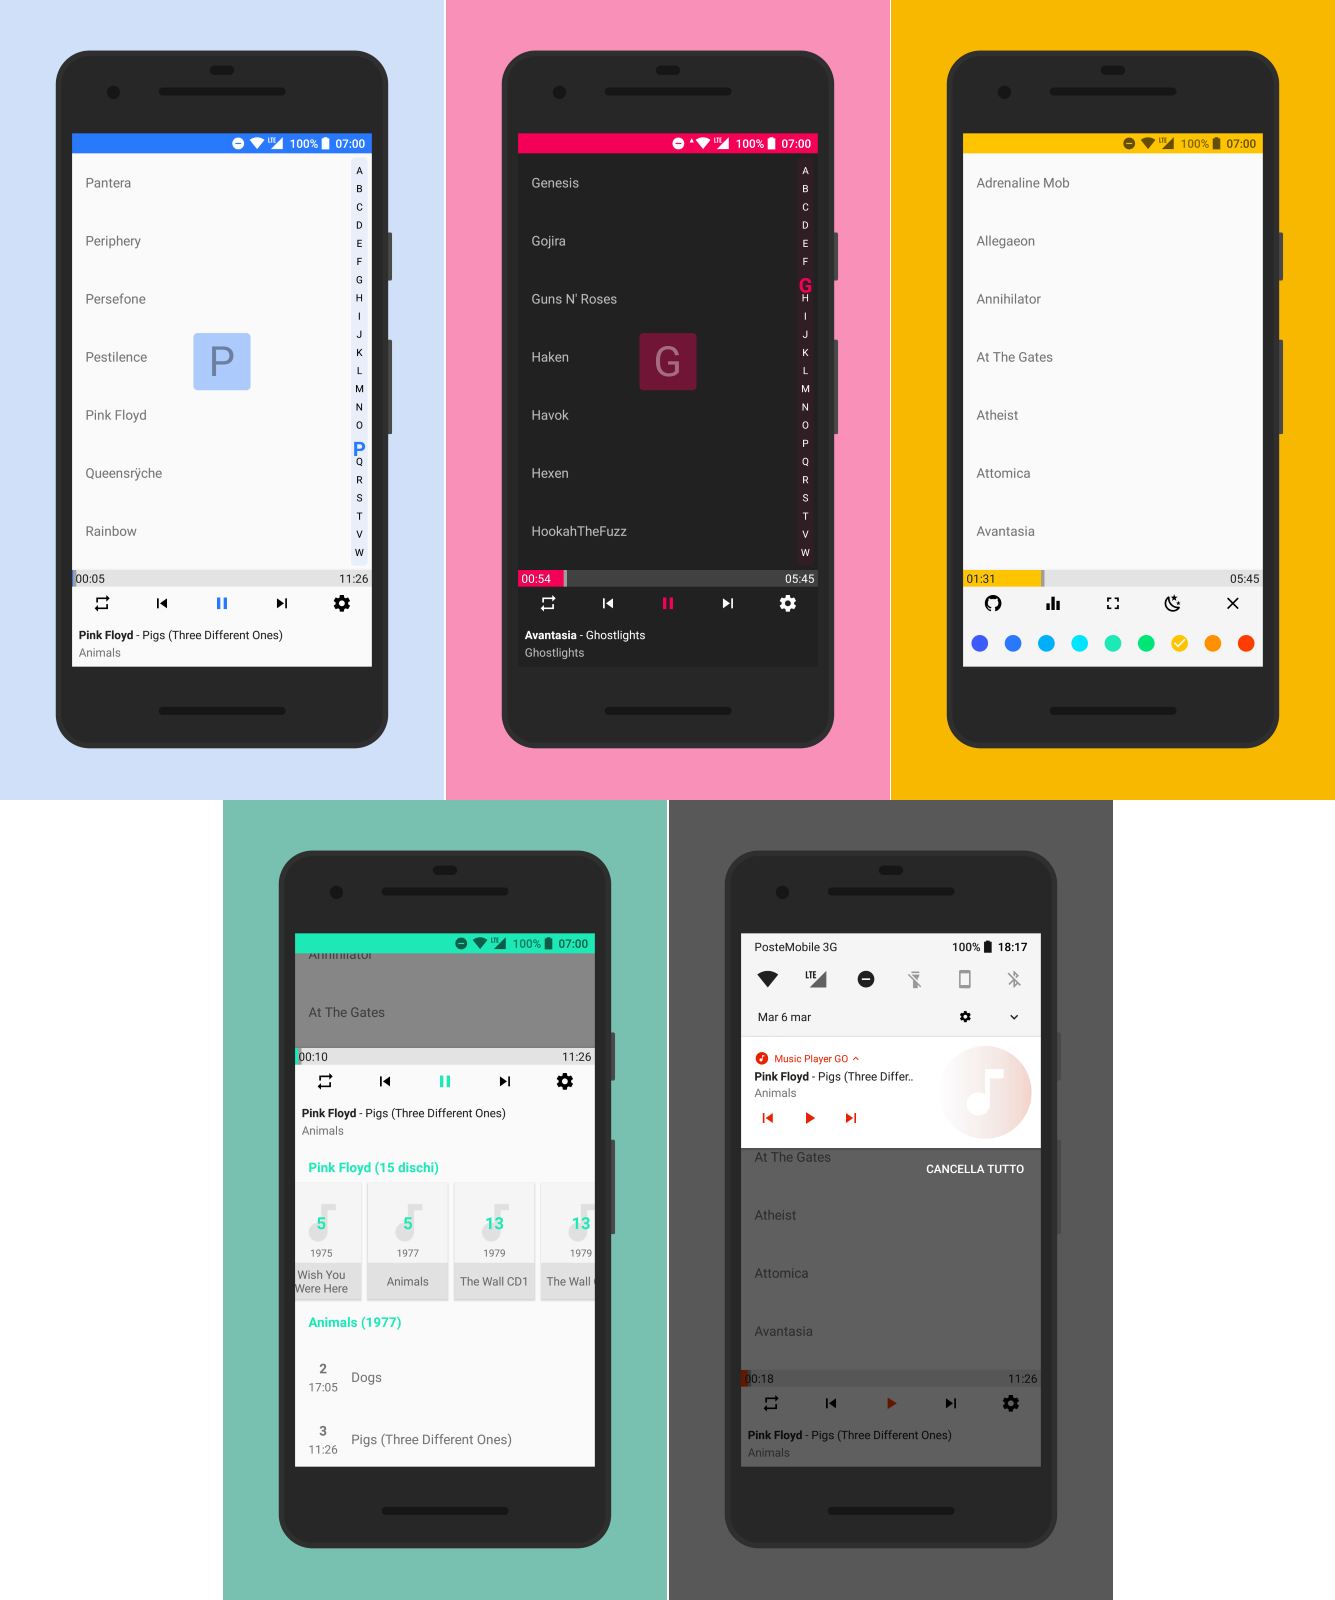 LTE 100% 07:00
Pantera
Periphery
Persefone
Pestilence
Pink Floyd
Queensrÿche
Rainbow
P
A
B
C
D
E
F
G
H
I
J
K
L
M
N
O
P
Q
R
S
T
V
W
00:05 11:26
Pink Floyd - Pigs (Three Different Ones)
Animals
LTE 100% 07:00
Genesis
Gojira
Guns N' Roses
Haken
Havok
Hexen
HookahTheFuzz
G
A
B
C
D
E
F
G
H
I
J
K
L
M
N
O
P
Q
R
S
T
V
W
00:54 05:45
Avantasia - Ghostlights
Ghostlights
LTE 100% 07:00
Adrenaline Mob
Allegaeon
Annihilator
At The Gates
Atheist
Attomica
Avantasia
01:31 05:45
LTE 100% 07:00
Annihilator
At The Gates
00:10 11:26
Pink Floyd - Pigs (Three Different Ones)
Animals
Pink Floyd (15 dischi)
5
1975
Wish You
Were Here
5
1977
Animals
13
1979
The Wall CD1
13
1979
The Wall
Animals (1977)
2
17:05
Dogs
3
11:26
Pigs (Three Different Ones)
PosteMobile 3G 100% 18:17
LTE
Mar 6 mar
Music Player GO
Pink Floyd - Pigs (Three Differ..
Animals
At The Gates
CANCELLA TUTTO
Atheist
Attomica
Avantasia
00:18 11:26
Pink Floyd - Pigs (Three Different Ones)
Animals